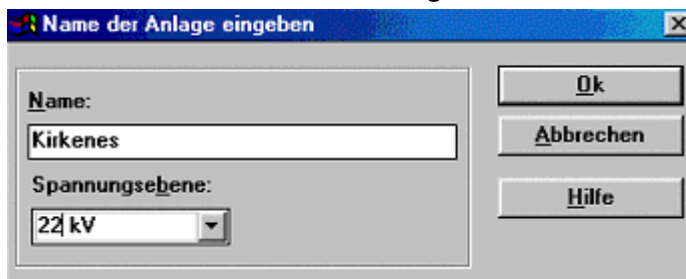 Name der Anlage eingeben
Name:
Kirkenes
Spannungsebene:
22 kV
Ok
Abbrechen
Hilfe